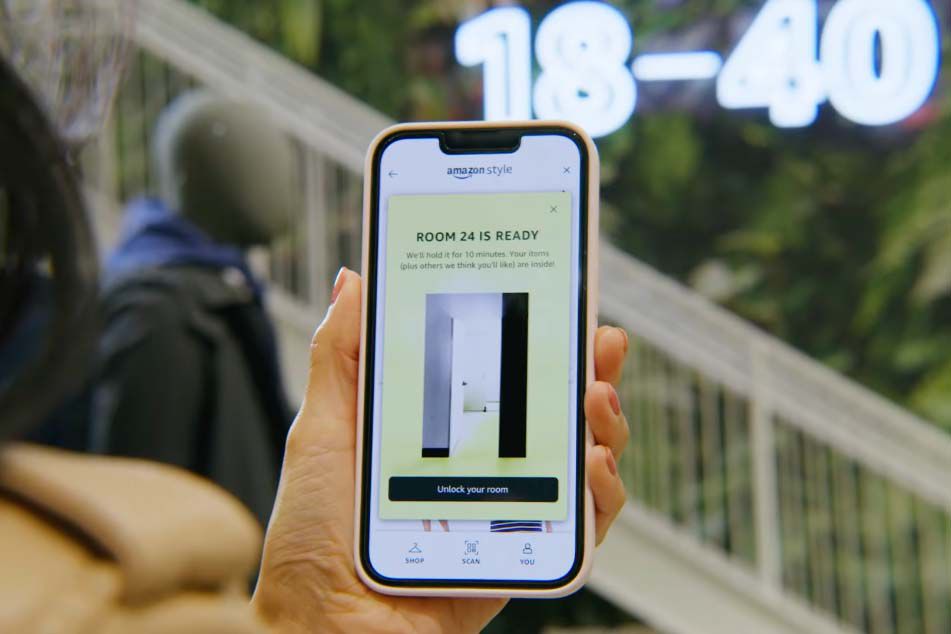 18-40
amazon style
ROOM 24 IS READY
We'll hold it for 10 minutes. Your items
(plus others we think you'll like) are inside!
Unlock your room
SHOP SCAN YOU